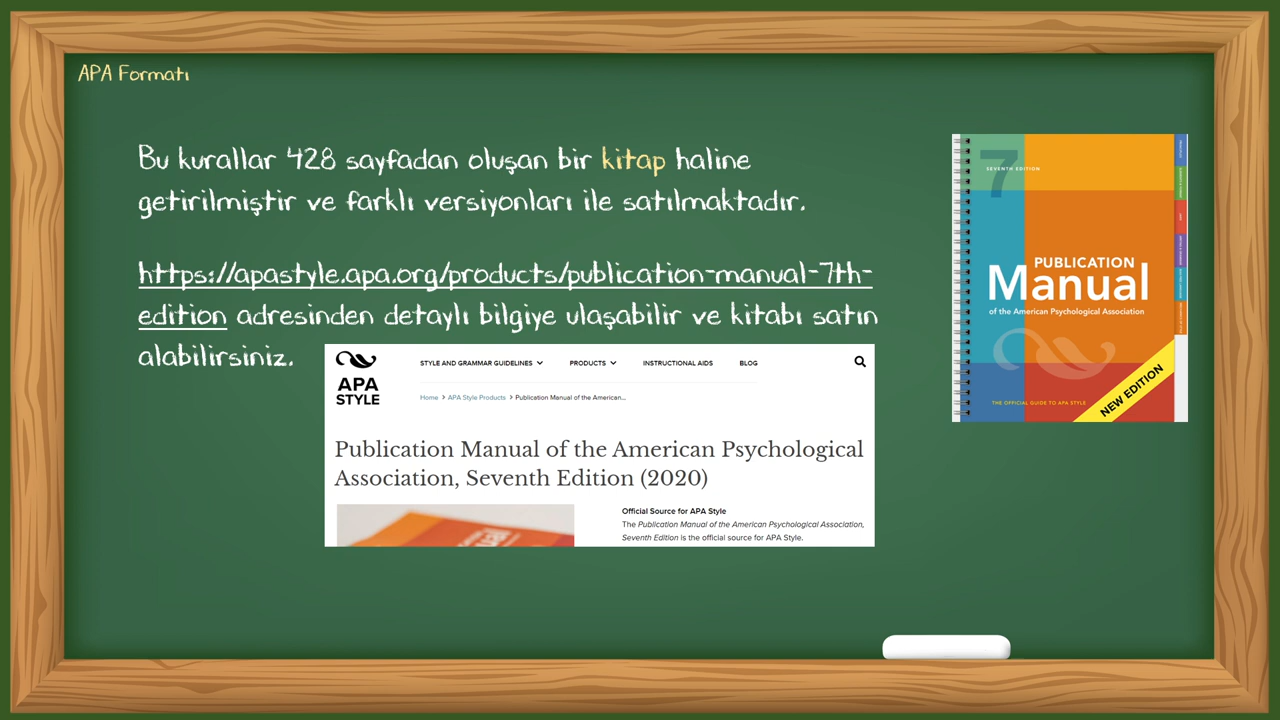 APA Formatı
Bu kurallar 428 sayfadan oluşan bir kitap haline
getirilmiştir ve farklı versiyonları ile satılmaktadır.
https://apastyle.apa.org/products/publication-manual-7th-
edition adresinden detaylı bilgiye ulaşabilir ve kitabı satın
alabilirsiniz.
APA
STYLE
STYLE AND GRAMMAR GUIDELINES
PRODUCTS
INSTRUCTIONAL AIDS
BLOG
Home > APA Style Products > Publication Manual of the American...
Publication Manual of the American Psychological
Association, Seventh Edition (2020)
Official Source for APA Style
The Publication Manual of the American Psychological Association,
Seventh Edition is the official source for APA Style.
7
SEVENTH EDITION
PUBLICATION
Manual
of the American Psychological Association
THE OFFICIAL GUIDE TO APA STYLE
NEW EDITION